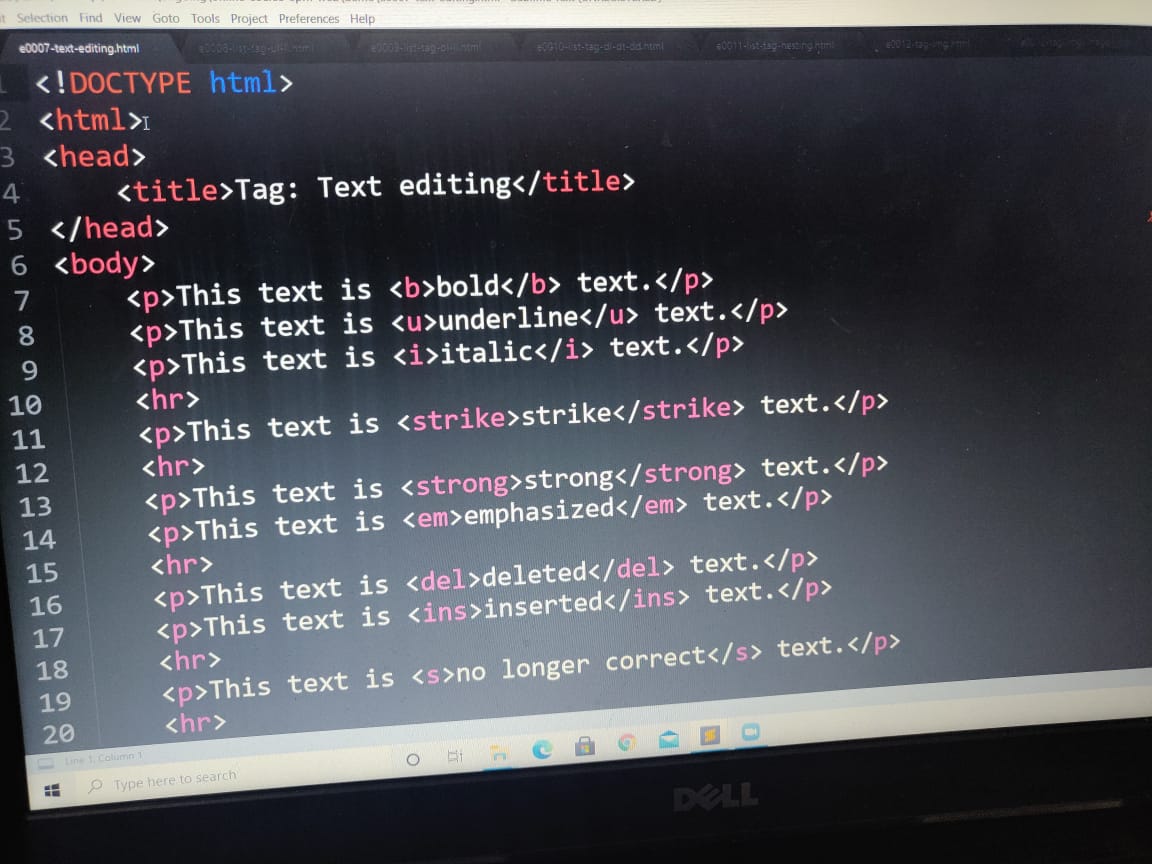 Selection Find View Goto Tools Project Preferences Help
e0007-text-editing.html e0008-list-tag-ul-li.html e0009-list-tag-ol-li.html e0010-list-tag-dl-dt-dd.html e0011-list-tag-nesting.html e0012-tag-img.html
1 <!DOCTYPE html>
2 <html>
3 <head>
4 <title>Tag: Text editing</title>
5 </head>
6 <body>
7 <p>This text is <b>bold</b> text.</p>
8 <p>This text is <u>underline</u> text.</p>
9 <p>This text is <i>italic</i> text.</p>
10 <hr>
11 <p>This text is <strike>strike</strike> text.</p>
12 <hr>
13 <p>This text is <strong>strong</strong> text.</p>
14 <p>This text is <em>emphasized</em> text.</p>
15 <hr>
16 <p>This text is <del>deleted</del> text.</p>
17 <p>This text is <ins>inserted</ins> text.</p>
18 <hr>
19 <p>This text is <s>no longer correct</s> text.</p>
20 <hr>
Line 1, Column 1
Type here to search
DELL